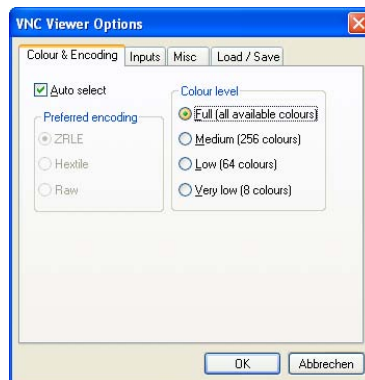 VNC Viewer Options
Colour & Encoding Inputs Misc Load / Save
Auto select
Preferred encoding
ZRLE
Hextile
Raw
Colour level
Full (all available colours)
Medium (256 colours)
Low (64 colours)
Very low (8 colours)
OK Abbrechen